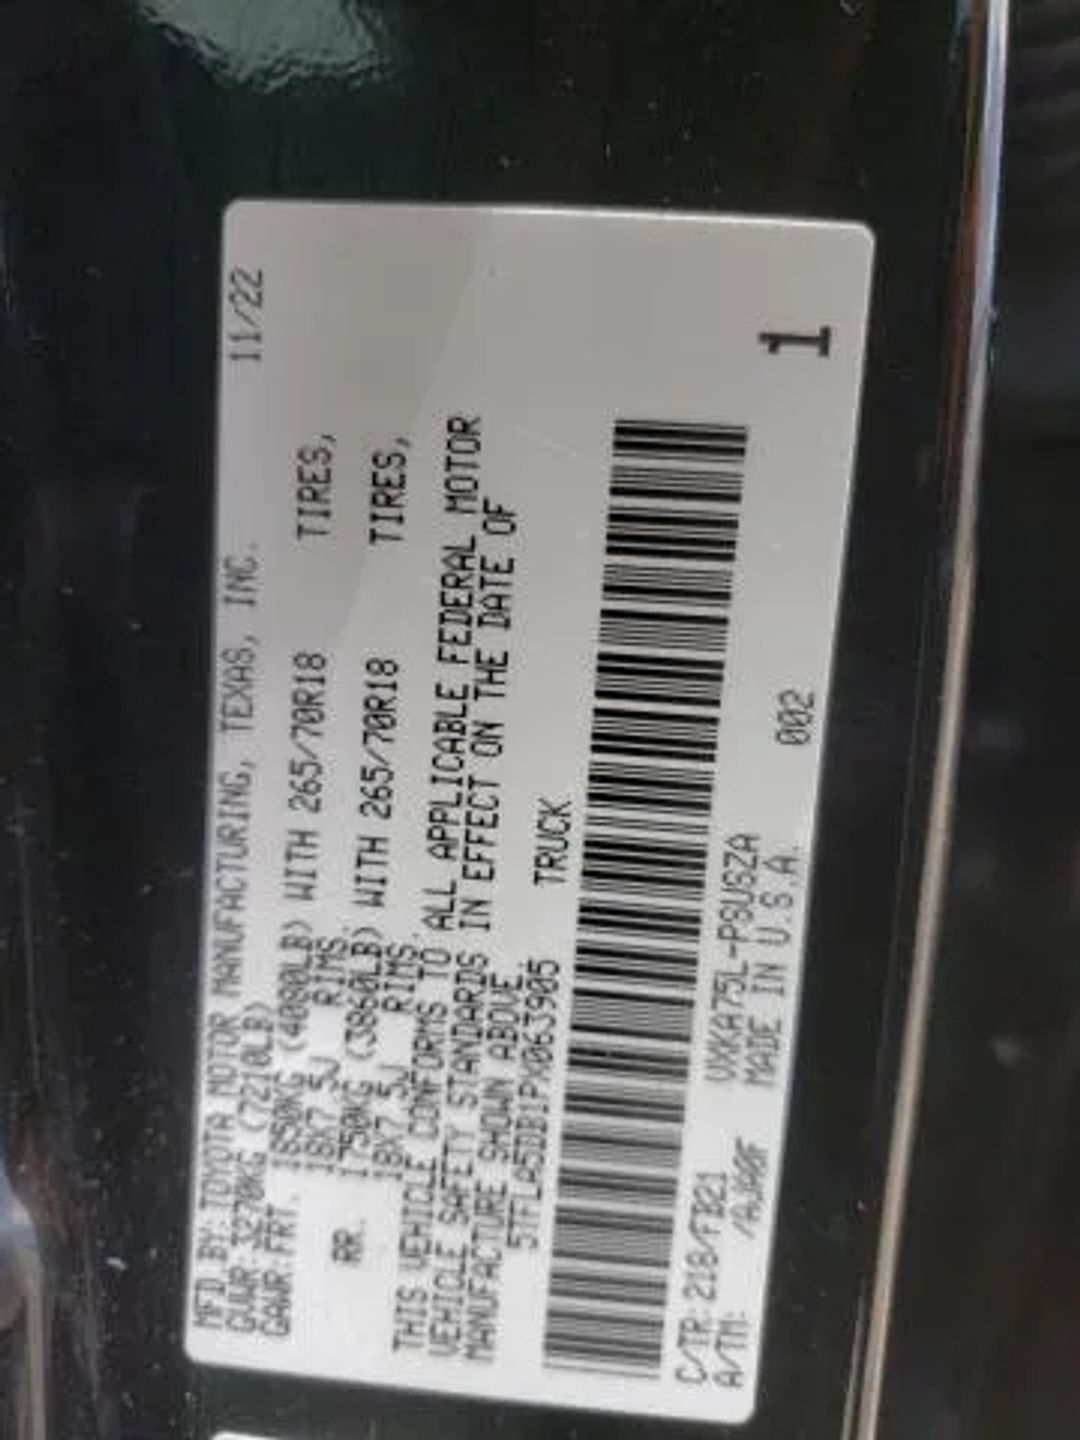 MFD BY:TOYOTA MOTOR MANUFACTURING, TEXAS, INC. 11/22
GVWR:3270KG (7210LB)
GAWR:FRT. 1850KG (4080LB) WITH 265/70R18 TIRES,
18X7.5J RIMS.
RR. 1750KG (3860LB) WITH 265/70R18 TIRES,
18X7.5J RIMS.
THIS VEHICLE CONFORMS TO ALL APPLICABLE FEDERAL MOTOR
VEHICLE SAFETY STANDARDS IN EFFECT ON THE DATE OF
MANUFACTURE SHOWN ABOVE.
5TFLA5DB1PX063905 TRUCK
C/TR:218/FB21 VXKA75L-PSUSZA 002 1
A/TM: MADE IN U.S.A.